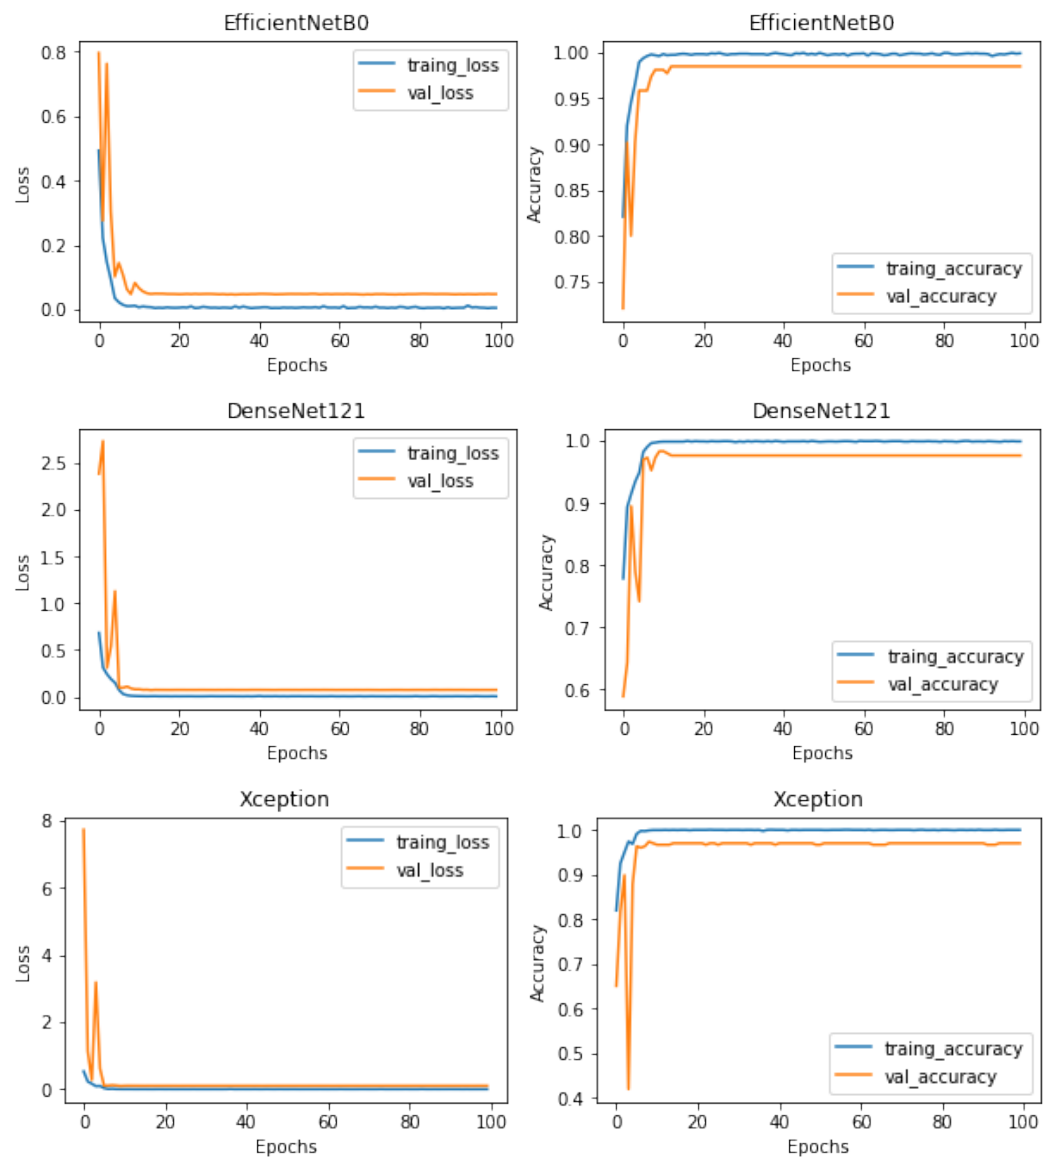 EfficientNetB0
0.8
0.6
0.4
0.2
0.0
Loss
traing_loss
val_loss
0 20 40 60 80 100
Epochs
EfficientNetB0
1.00
0.95
0.90
0.85
0.80
0.75
Accuracy
traing_accuracy
val_accuracy
0 20 40 60 80 100
Epochs
DenseNet121
2.5
2.0
1.5
1.0
0.5
0.0
Loss
traing_loss
val_loss
0 20 40 60 80 100
Epochs
DenseNet121
1.0
0.9
0.8
0.7
0.6
Accuracy
traing_accuracy
val_accuracy
0 20 40 60 80 100
Epochs
Xception
8
6
4
2
0
Loss
traing_loss
val_loss
0 20 40 60 80 100
Epochs
Xception
1.0
0.9
0.8
0.7
0.6
0.5
0.4
Accuracy
traing_accuracy
val_accuracy
0 20 40 60 80 100
Epochs